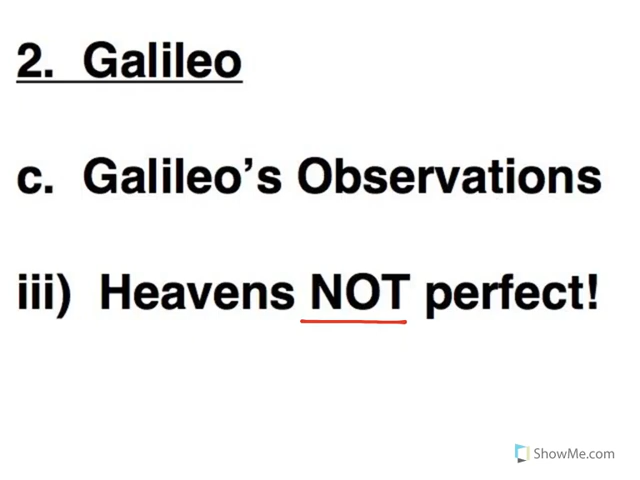 2. Galileo
c. Galileo's Observations
iii) Heavens NOT perfect!
ShowMe.com